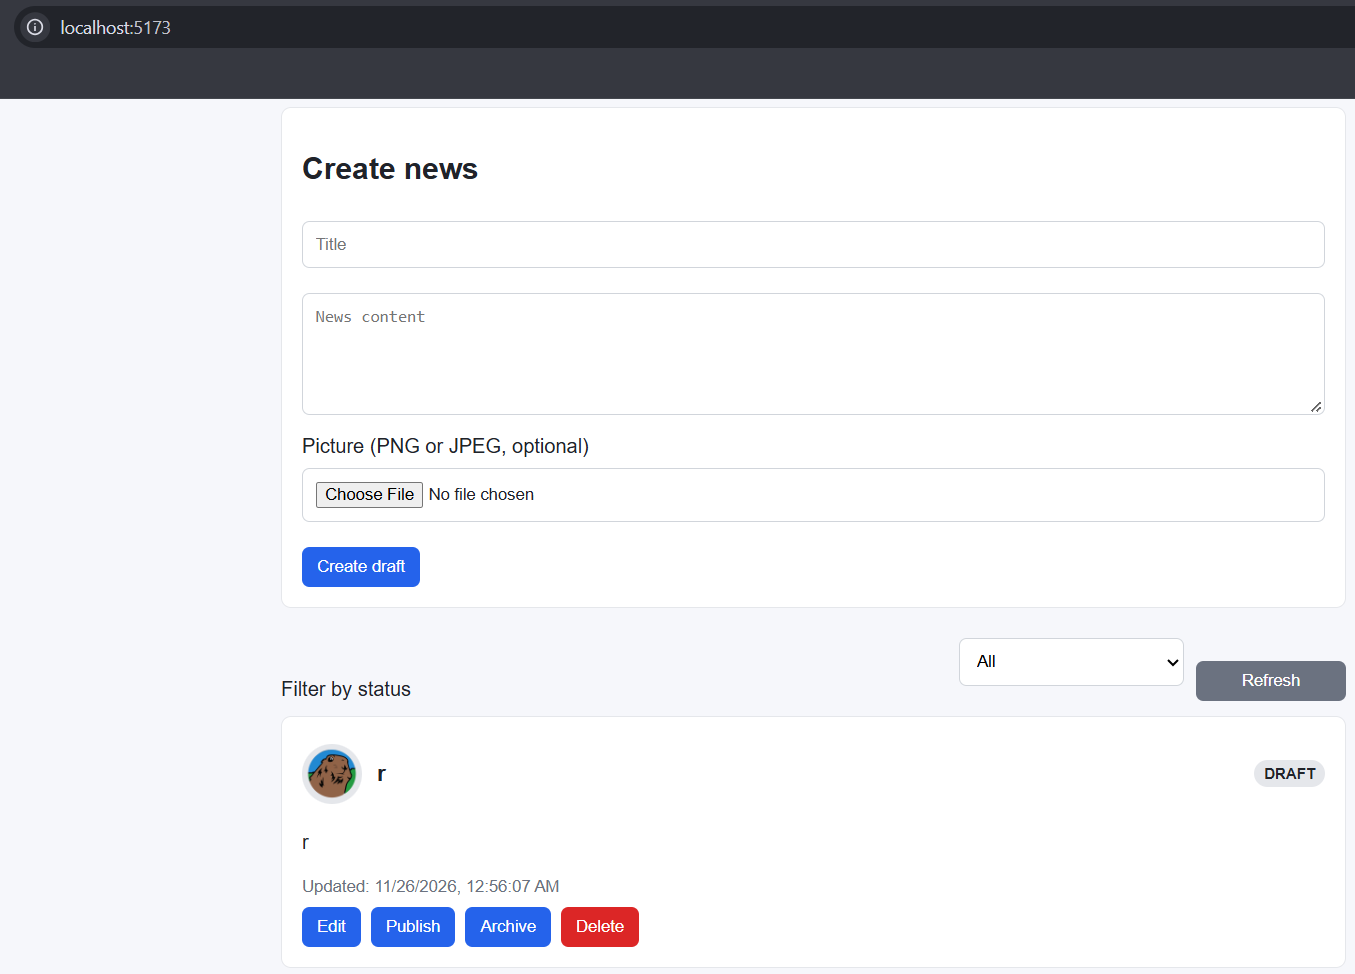 localhost:5173
Create news
Title
News content
Picture (PNG or JPEG, optional)
Choose File No file chosen
Create draft
Filter by status
All
Refresh
r
DRAFT
r
Updated: 11/26/2026, 12:56:07 AM
Edit Publish Archive Delete